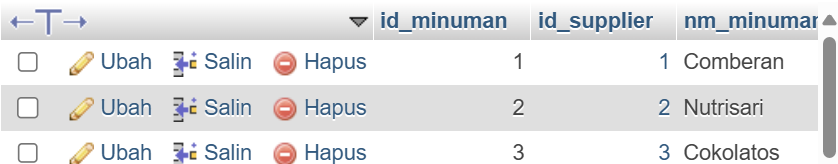 id_minuman id_supplier nm_minuman
Ubah Salin Hapus 1 1 Comberan
Ubah Salin Hapus 2 2 Nutrisari
Ubah Salin Hapus 3 3 Cokolatos